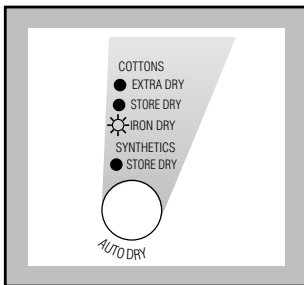 COTTONS
EXTRA DRY
STORE DRY
IRON DRY
SYNTHETICS
STORE DRY
AUTO DRY